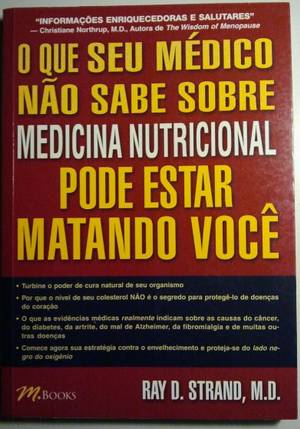 “INFORMAÇÕES ENRIQUECEDORAS E SALUTARES”
— Christiane Northrup, M.D., Autora de The Wisdom of Menopause
O QUE SEU MÉDICO
NÃO SABE SOBRE
MEDICINA NUTRICIONAL
PODE ESTAR
MATANDO VOCÊ
• Turbine o poder de cura natural de seu organismo
• Por que o nível de seu colesterol NÃO é o segredo para protegê-lo de doenças
do coração
• O que as evidências médicas realmente indicam sobre as causas do câncer,
do diabetes, da artrite, do mal de Alzheimer, da fibromialgia e de muitas ou-
tras doenças
• Comece agora sua estratégia contra o envelhecimento e proteja-se do lado ne-
gro do oxigênio
M.BOOKS
RAY D. STRAND, M.D.